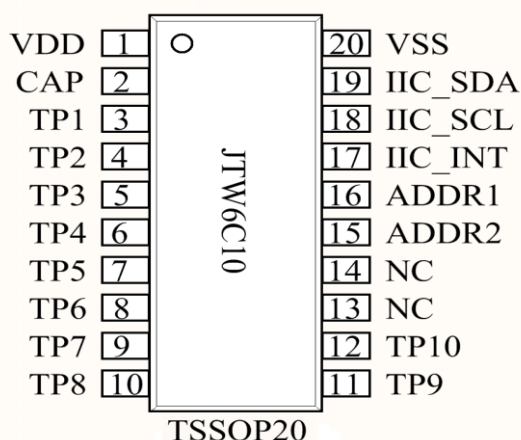 VDD 1 20 VSS
CAP 2 19 IIC_SDA
TP1 3 18 IIC_SCL
TP2 4 17 IIC_INT
TP3 5 16 ADDR1
TP4 6 15 ADDR2
TP5 7 14 NC
TP6 8 13 NC
TP7 9 12 TP10
TP8 10 11 TP9
JTW6C10
TSSOP20